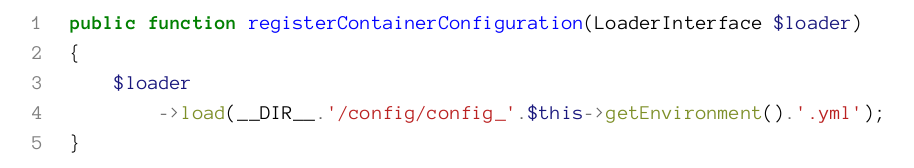 1 public function registerContainerConfiguration(LoaderInterface $loader)
2 {
3     $loader
4         ->load(__DIR__.'/config/config_'.$this->getEnvironment().'.yml');
5 }